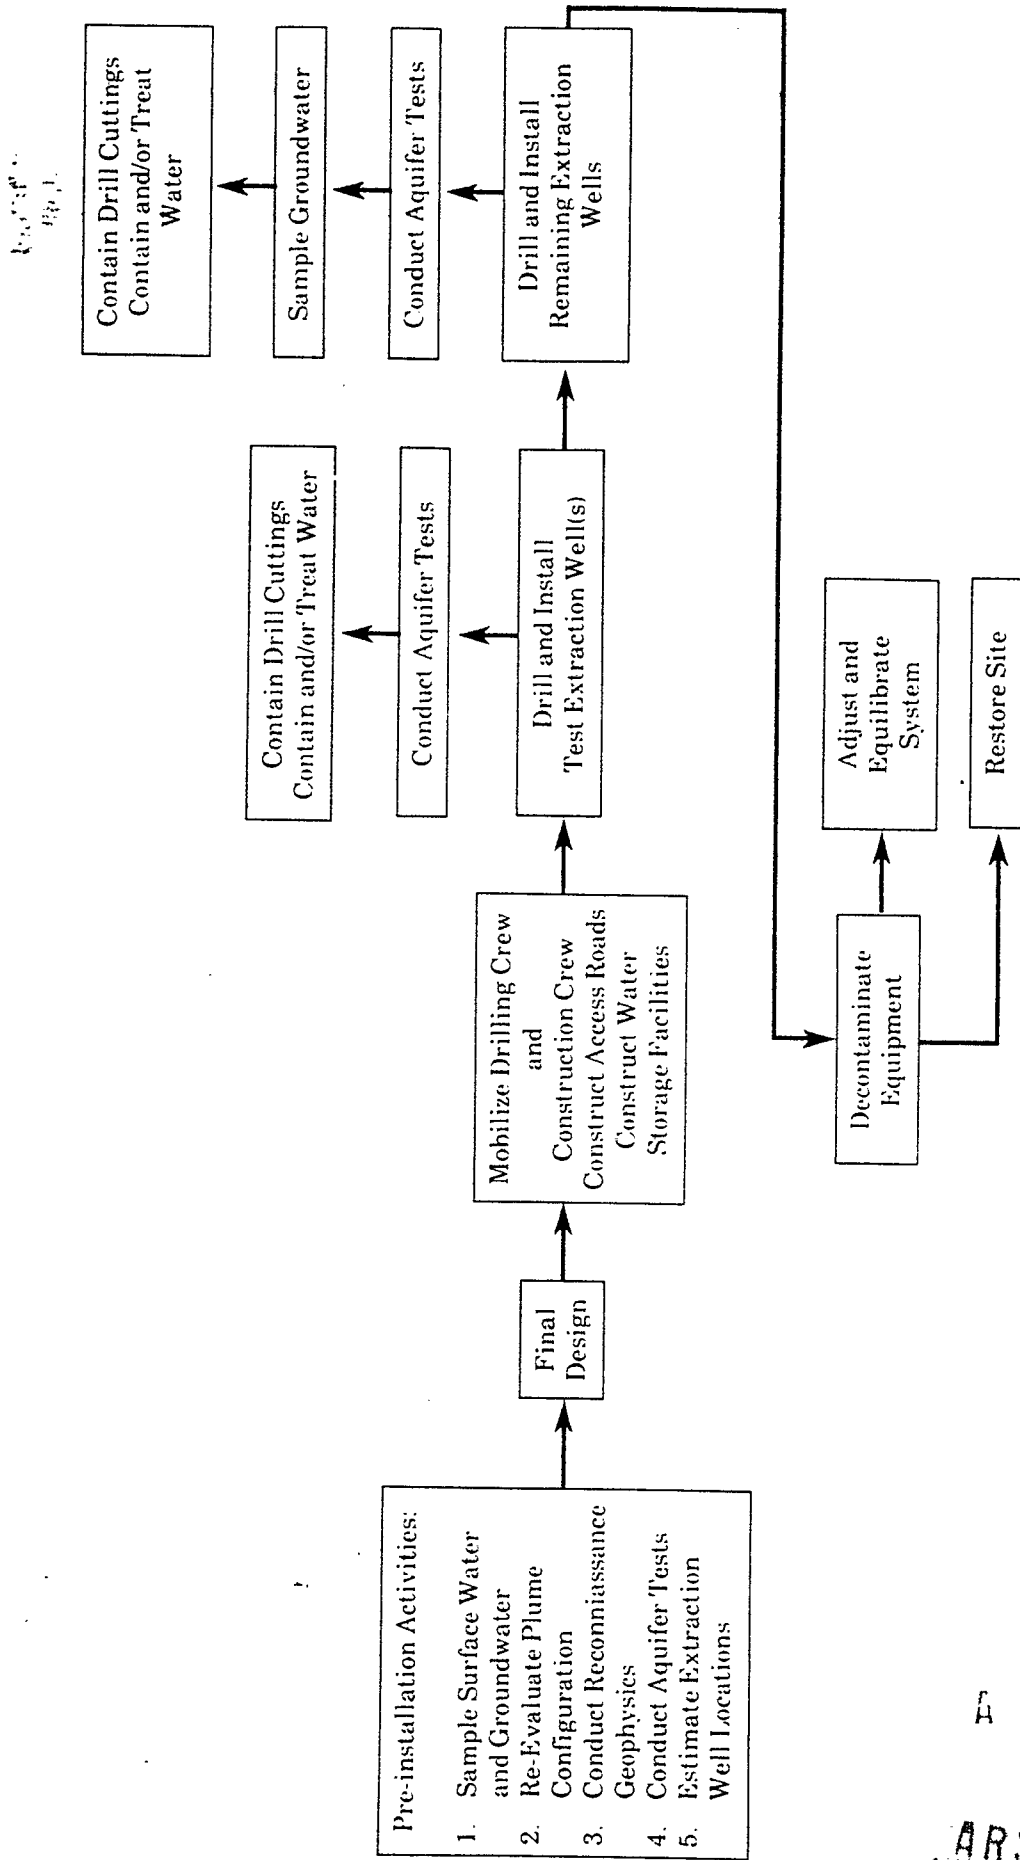 Pre-installation Activities:
1. Sample Surface Water
and Groundwater
2. Re-Evaluate Plume
Configuration
3. Conduct Reconniassance
Geophysics
4. Conduct Aquifer Tests
5. Estimate Extraction
Well Locations
Final
Design
Mobilize Drilling Crew
and
Construction Crew
Construct Access Roads
Construct Water
Storage Facilities
Drill and Install
Test Extraction Well(s)
Conduct Aquifer Tests
Contain Drill Cuttings
Contain and/or Treat Water
Drill and Install
Remaining Extraction
Wells
Conduct Aquifer Tests
Sample Groundwater
Contain Drill Cuttings
Contain and/or Treat
Water
Decontaminate
Equipment
Adjust and
Equilibrate
System
Restore Site